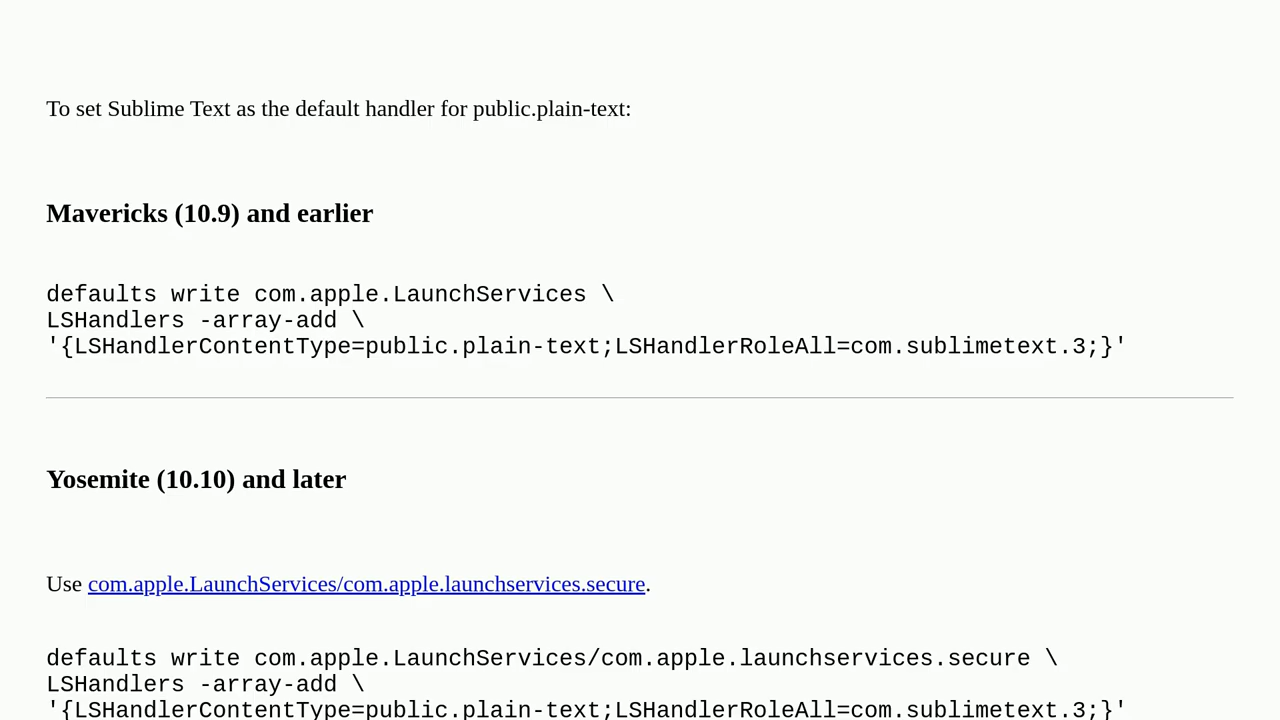 To set Sublime Text as the default handler for public.plain-text:
Mavericks (10.9) and earlier
defaults write com.apple.LaunchServices \
LSHandlers -array-add \
'{LSHandlerContentType=public.plain-text;LSHandlerRoleAll=com.sublimetext.3;}'
Yosemite (10.10) and later
Use com.apple.LaunchServices/com.apple.launchservices.secure.
defaults write com.apple.LaunchServices/com.apple.launchservices.secure \
LSHandlers -array-add \
'{LSHandlerContentType=public.plain-text;LSHandlerRoleAll=com.sublimetext.3;}'